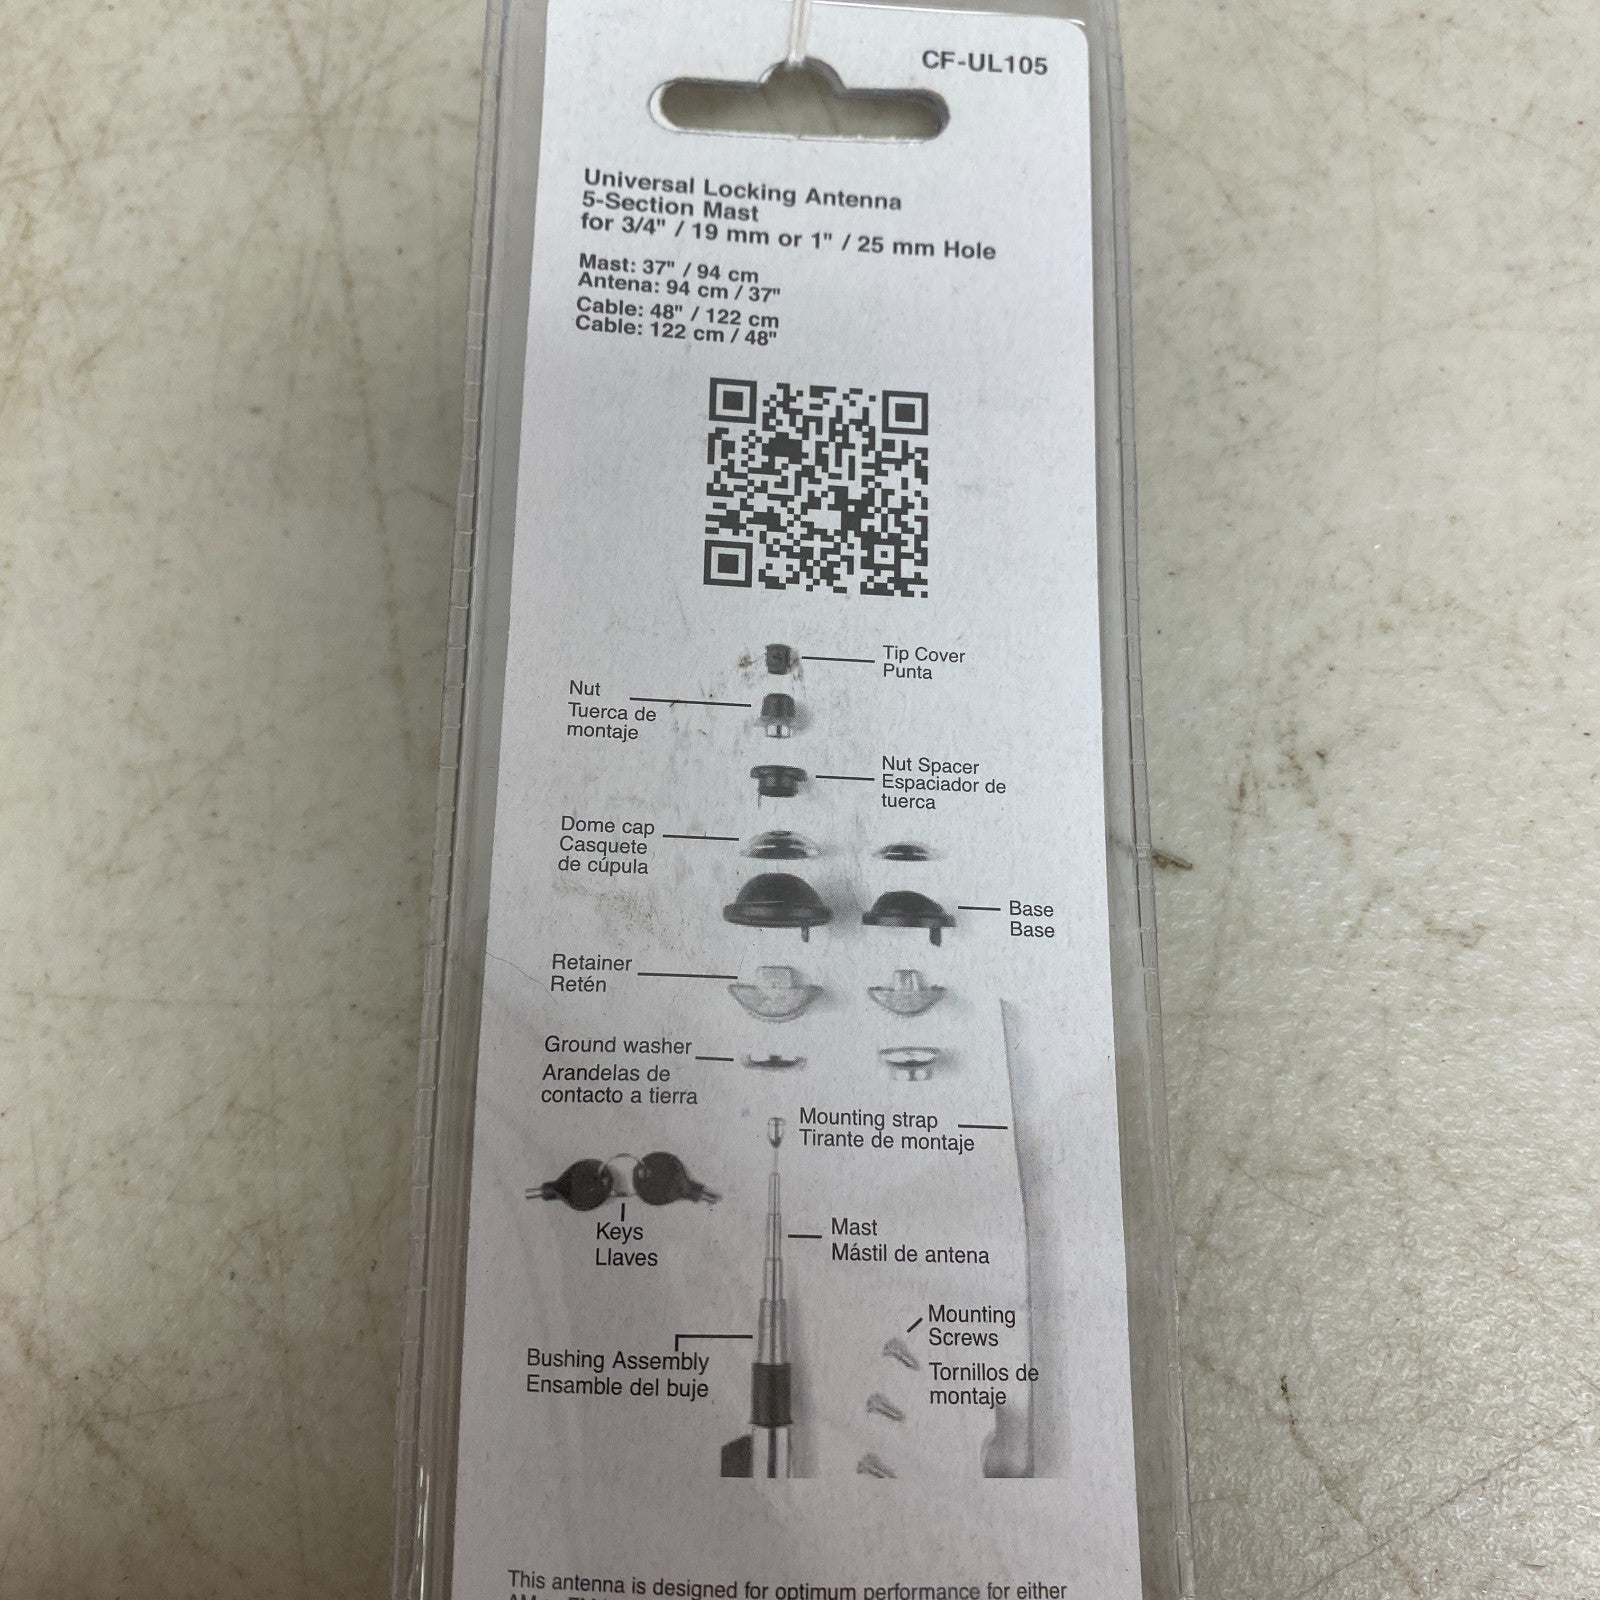 CF-UL105
Universal Locking Antenna
5-Section Mast
for 3/4" / 19 mm or 1" / 25 mm Hole
Mast: 37" / 94 cm
Antena: 94 cm / 37"
Cable: 48" / 122 cm
Cable: 122 cm / 48"
Tip Cover
Punta
Nut
Tuerca de
montaje
Nut Spacer
Espaciador de
tuerca
Dome cap
Casquete
de cúpula
Base
Base
Retainer
Retén
Ground washer
Arandelas de
contacto a tierra
Mounting strap
Tirante de montaje
Keys
Llaves
Mast
Mástil de antena
Mounting
Screws
Tornillos de
montaje
Bushing Assembly
Ensamble del buje
This antenna is designed for optimum performance for either